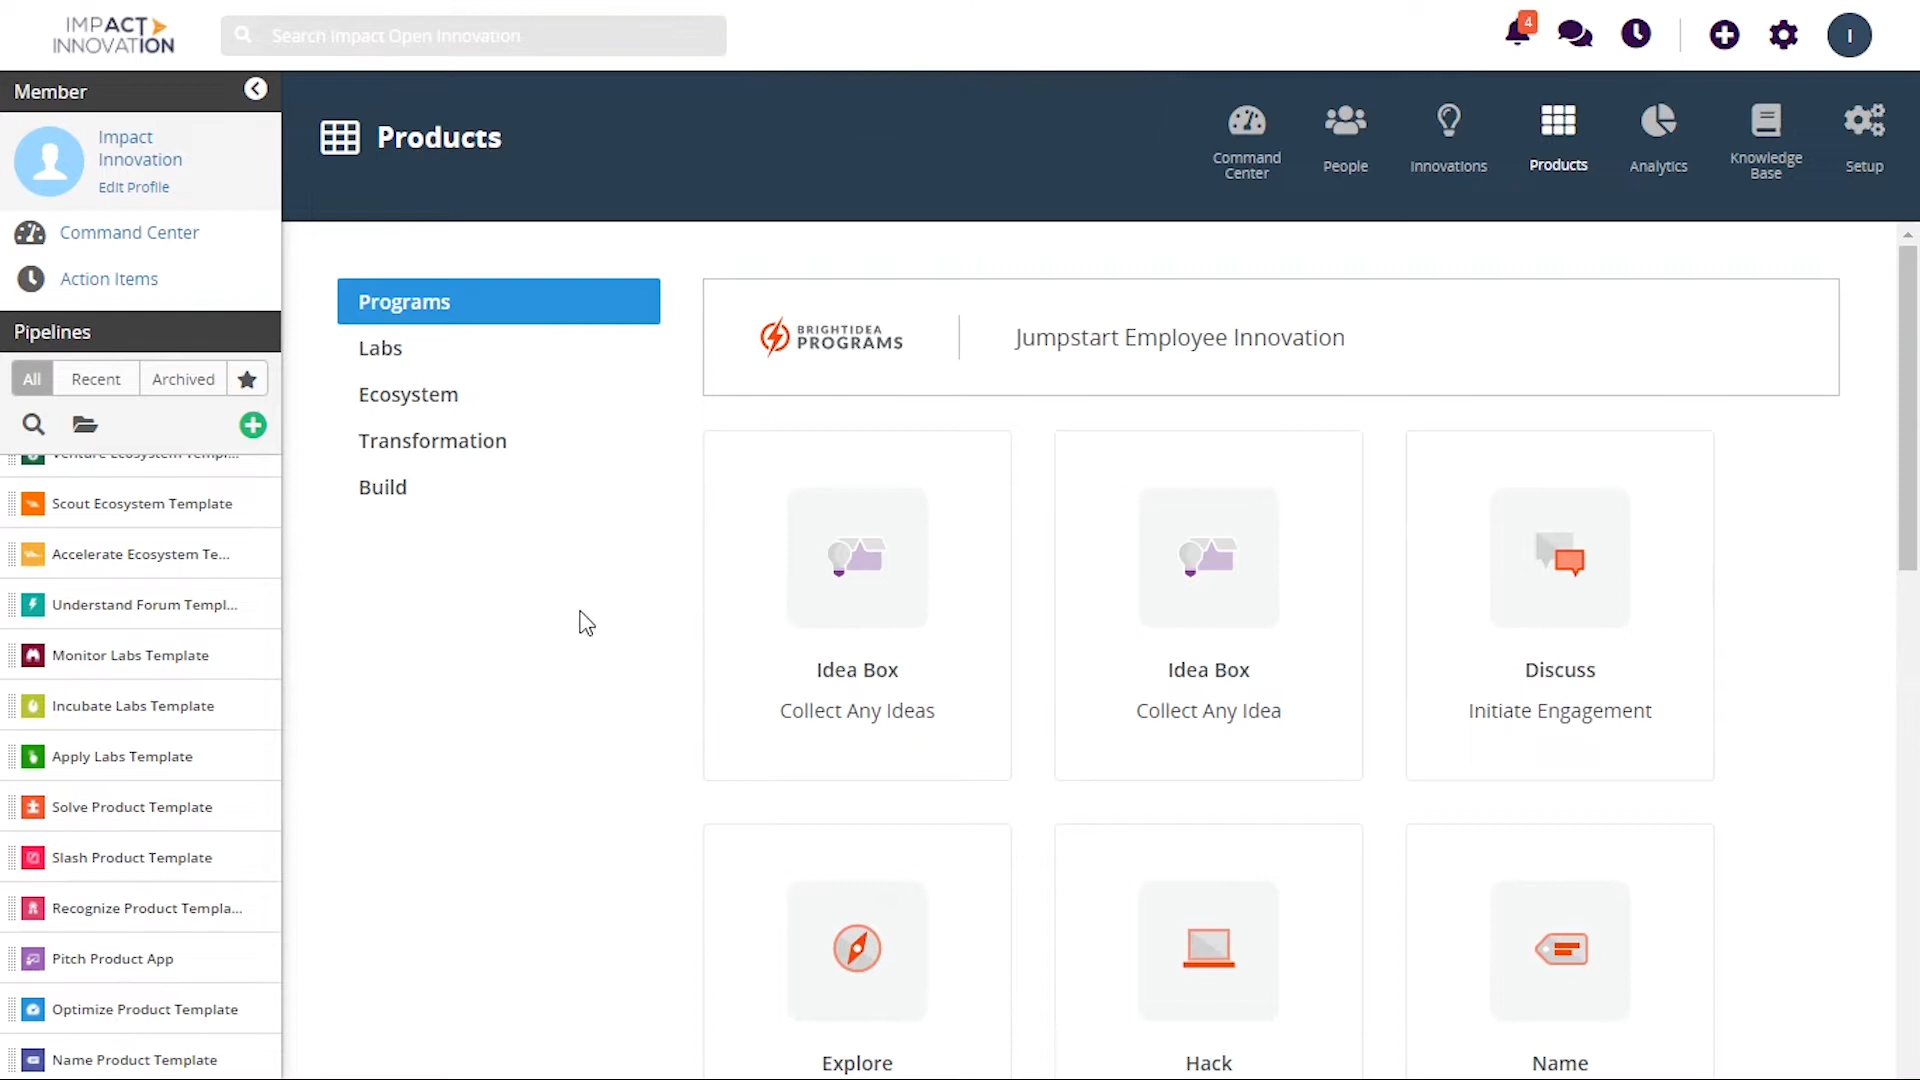 IMPACT
INNOVATION
Search Impact Open Innovation
4
I
Member
Impact
Innovation
Edit Profile
Command Center
Action Items
Pipelines
All Recent Archived
Venture Ecosystem Templ...
Scout Ecosystem Template
Accelerate Ecosystem Te...
Understand Forum Templ...
Monitor Labs Template
Incubate Labs Template
Apply Labs Template
Solve Product Template
Slash Product Template
Recognize Product Templa...
Pitch Product App
Optimize Product Template
Name Product Template
Products
Command
Center
People
Innovations
Products
Analytics
Knowledge
Base
Setup
Programs
Labs
Ecosystem
Transformation
Build
BRIGHTIDEA
PROGRAMS
Jumpstart Employee Innovation
Idea Box
Collect Any Ideas
Idea Box
Collect Any Idea
Discuss
Initiate Engagement
Explore
Hack
Name